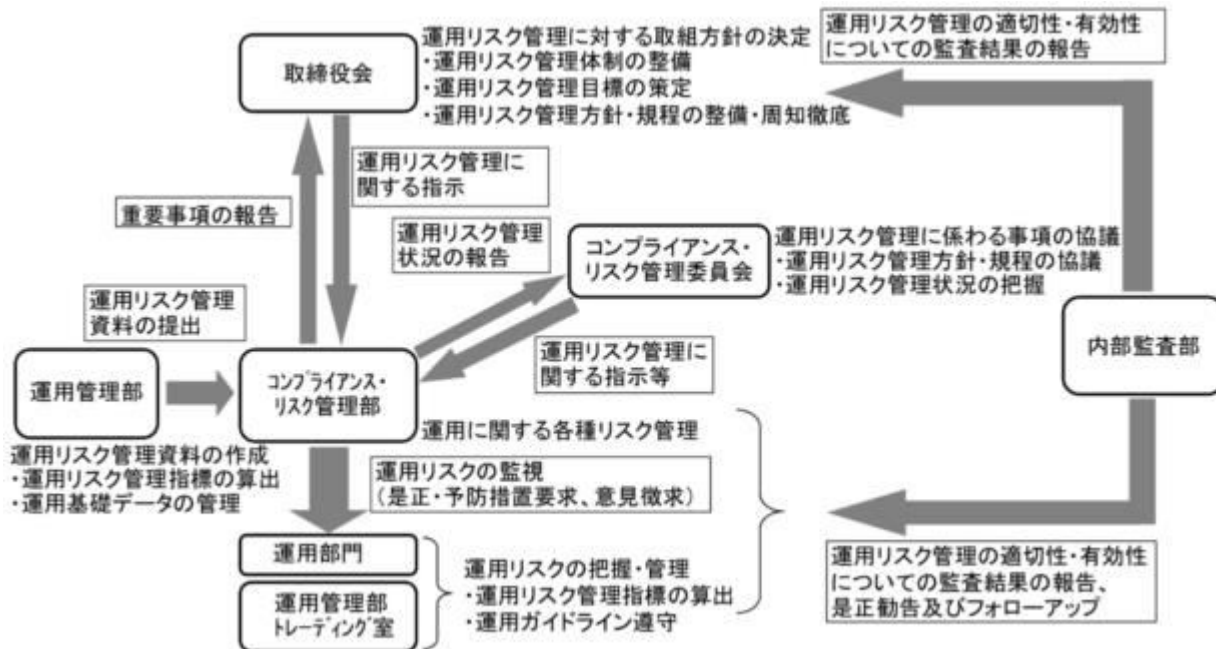 取締役会
運用リスク管理に対する取組方針の決定
・運用リスク管理体制の整備
・運用リスク管理目標の策定
・運用リスク管理方針・規程の整備・周知徹底
運用リスク管理の適切性・有効性
についての監査結果の報告
運用リスク管理に
関する指示
重要事項の報告
運用リスク管理
状況の報告
コンプライアンス・
リスク管理委員会
運用リスク管理に係わる事項の協議
・運用リスク管理方針・規程の協議
・運用リスク管理状況の把握
運用リスク管理
資料の提出
運用リスク管理に
関する指示等
内部監査部
運用管理部
コンプライアンス・
リスク管理部
運用に関する各種リスク管理
運用リスク管理資料の作成
・運用リスク管理指標の算出
・運用基礎データの管理
運用リスクの監視
(是正・予防措置要求、意見徴求)
運用部門
運用管理部
トレーディング室
運用リスクの把握・管理
・運用リスク管理指標の算出
・運用ガイドライン遵守
運用リスク管理の適切性・有効性
についての監査結果の報告、
是正勧告及びフォローアップ